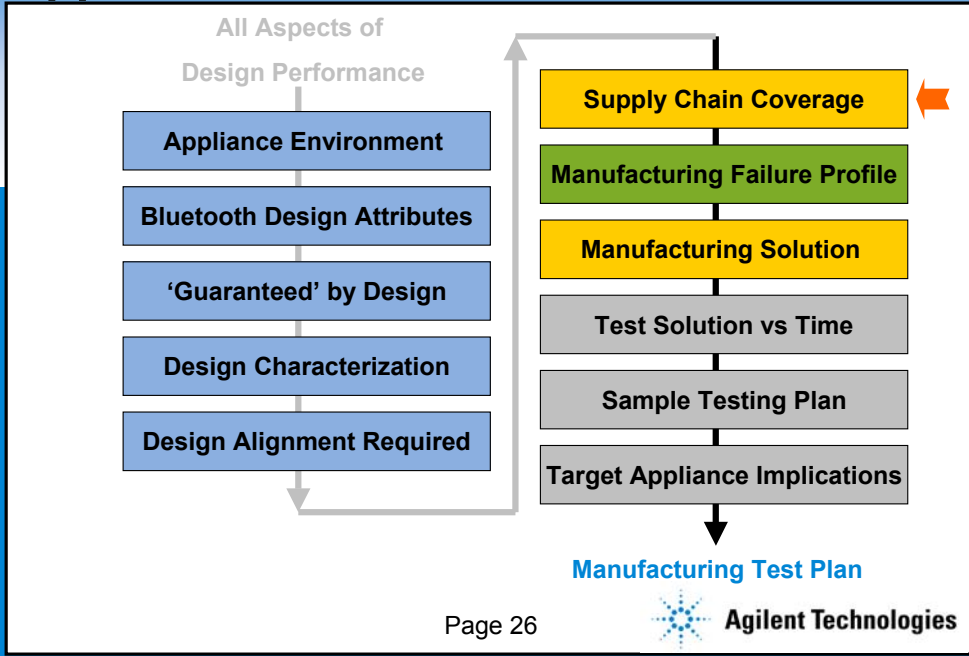 All Aspects of
Design Performance
Appliance Environment
Bluetooth Design Attributes
‘Guaranteed’ by Design
Design Characterization
Design Alignment Required
Supply Chain Coverage
Manufacturing Failure Profile
Manufacturing Solution
Test Solution vs Time
Sample Testing Plan
Target Appliance Implications
Manufacturing Test Plan
Page 26
Agilent Technologies